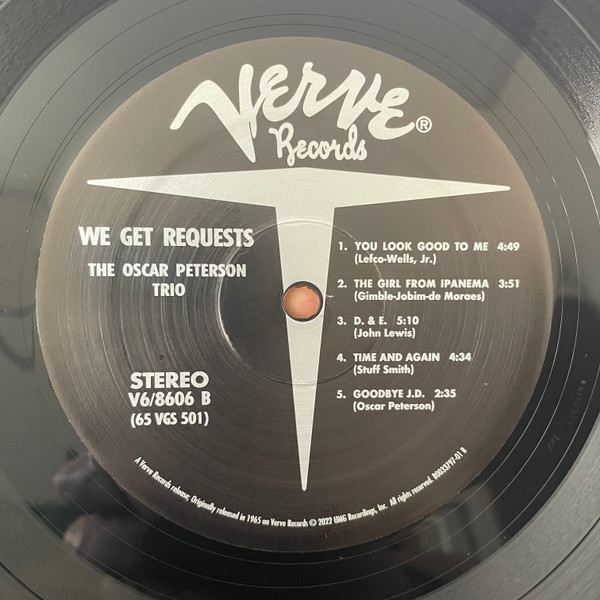 VERVE®
Records
WE GET REQUESTS
THE OSCAR PETERSON
TRIO
STEREO
V6/8606 B
(65 VGS 501)
1. YOU LOOK GOOD TO ME 4:49
(Lefco-Wells, Jr.)
2. THE GIRL FROM IPANEMA 3:51
(Gimble-Jobim-de Moraes)
3. D. & E. 5:10
(John Lewis)
4. TIME AND AGAIN 4:34
(Stuff Smith)
5. GOODBYE J.D. 2:35
(Oscar Peterson)
A Verve Records release; Originally released in 1965 on Verve Records © 2022 UMG Recordings, Inc. All rights reserved. B0033797-01 B